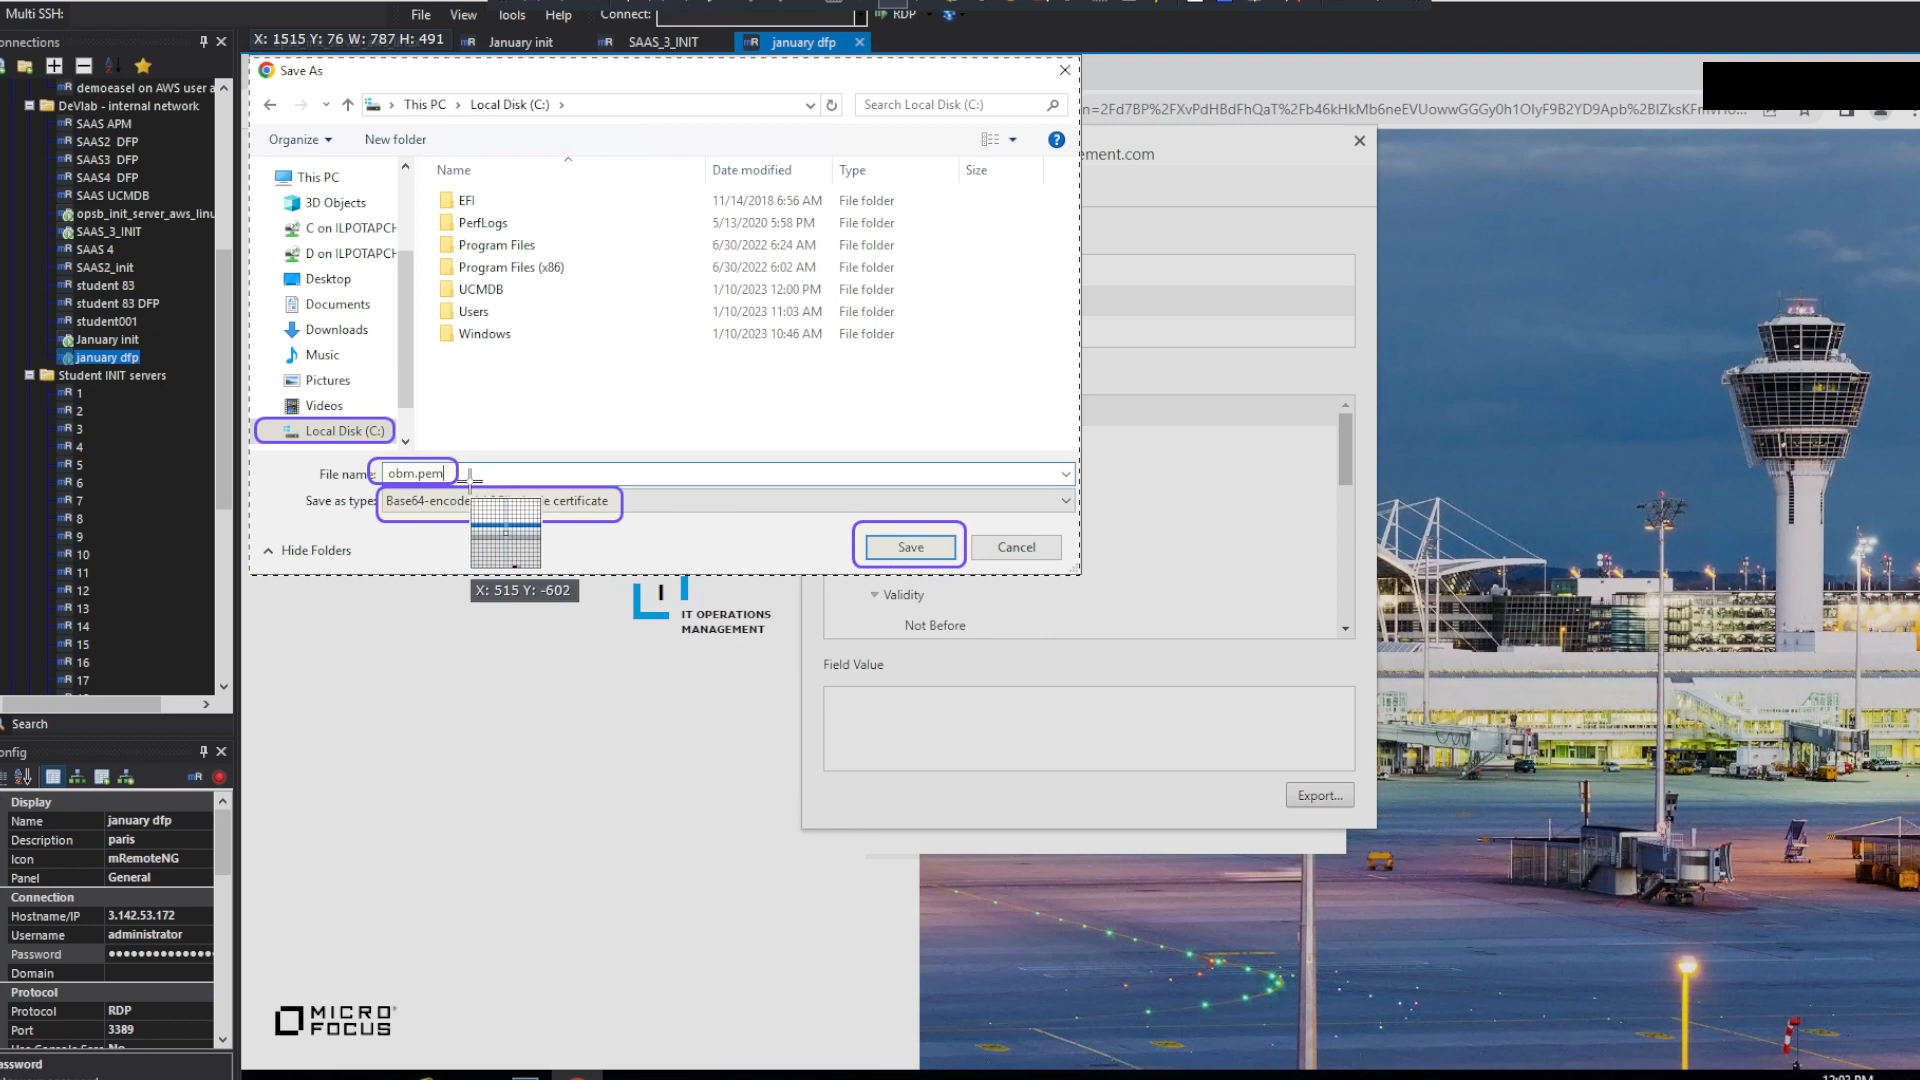 Multi SSH:
File View Tools Help Connect:
RDP
X: 1515 Y: 76 W: 787 H: 491
January init
SAAS_3_INIT
january dfp
onnections
demoeasel on AWS user a
DeVlab - internal network
SAAS APM
SAAS2 DFP
SAAS3 DFP
SAAS4 DFP
SAAS UCMDB
opsb_init_server_aws_linu
SAAS_3_INIT
SAAS 4
SAAS2_init
student 83
student 83 DFP
student001
January init
january dfp
Student INIT servers
1
2
3
4
5
6
7
8
9
10
11
12
13
14
15
16
17
Search
onfig
Display
Name january dfp
Description paris
Icon mRemoteNG
Panel General
Connection
Hostname/IP 3.142.53.172
Username administrator
Password ●●●●●●●●●●●●●●
Domain
Protocol
Protocol RDP
Port 3389
assword
Save As
This PC > Local Disk (C:) >
Search Local Disk (C:)
Organize
New folder
This PC
3D Objects
C on ILPOTAPCH
D on ILPOTAPCH
Desktop
Documents
Downloads
Music
Pictures
Videos
Local Disk (C:)
Name Date modified Type Size
EFI 11/14/2018 6:56 AM File folder
PerfLogs 5/13/2020 5:58 PM File folder
Program Files 6/30/2022 6:24 AM File folder
Program Files (x86) 6/30/2022 6:02 AM File folder
UCMDB 1/10/2023 12:00 PM File folder
Users 1/10/2023 11:03 AM File folder
Windows 1/10/2023 10:46 AM File folder
File name: obm.pem
Save as type: Base64-encode e certificate
Hide Folders
Save
Cancel
X: 515 Y: -602
IT OPERATIONS
MANAGEMENT
ement.com
Validity
Not Before
Field Value
Export...
MICRO
FOCUS
12:03 PM